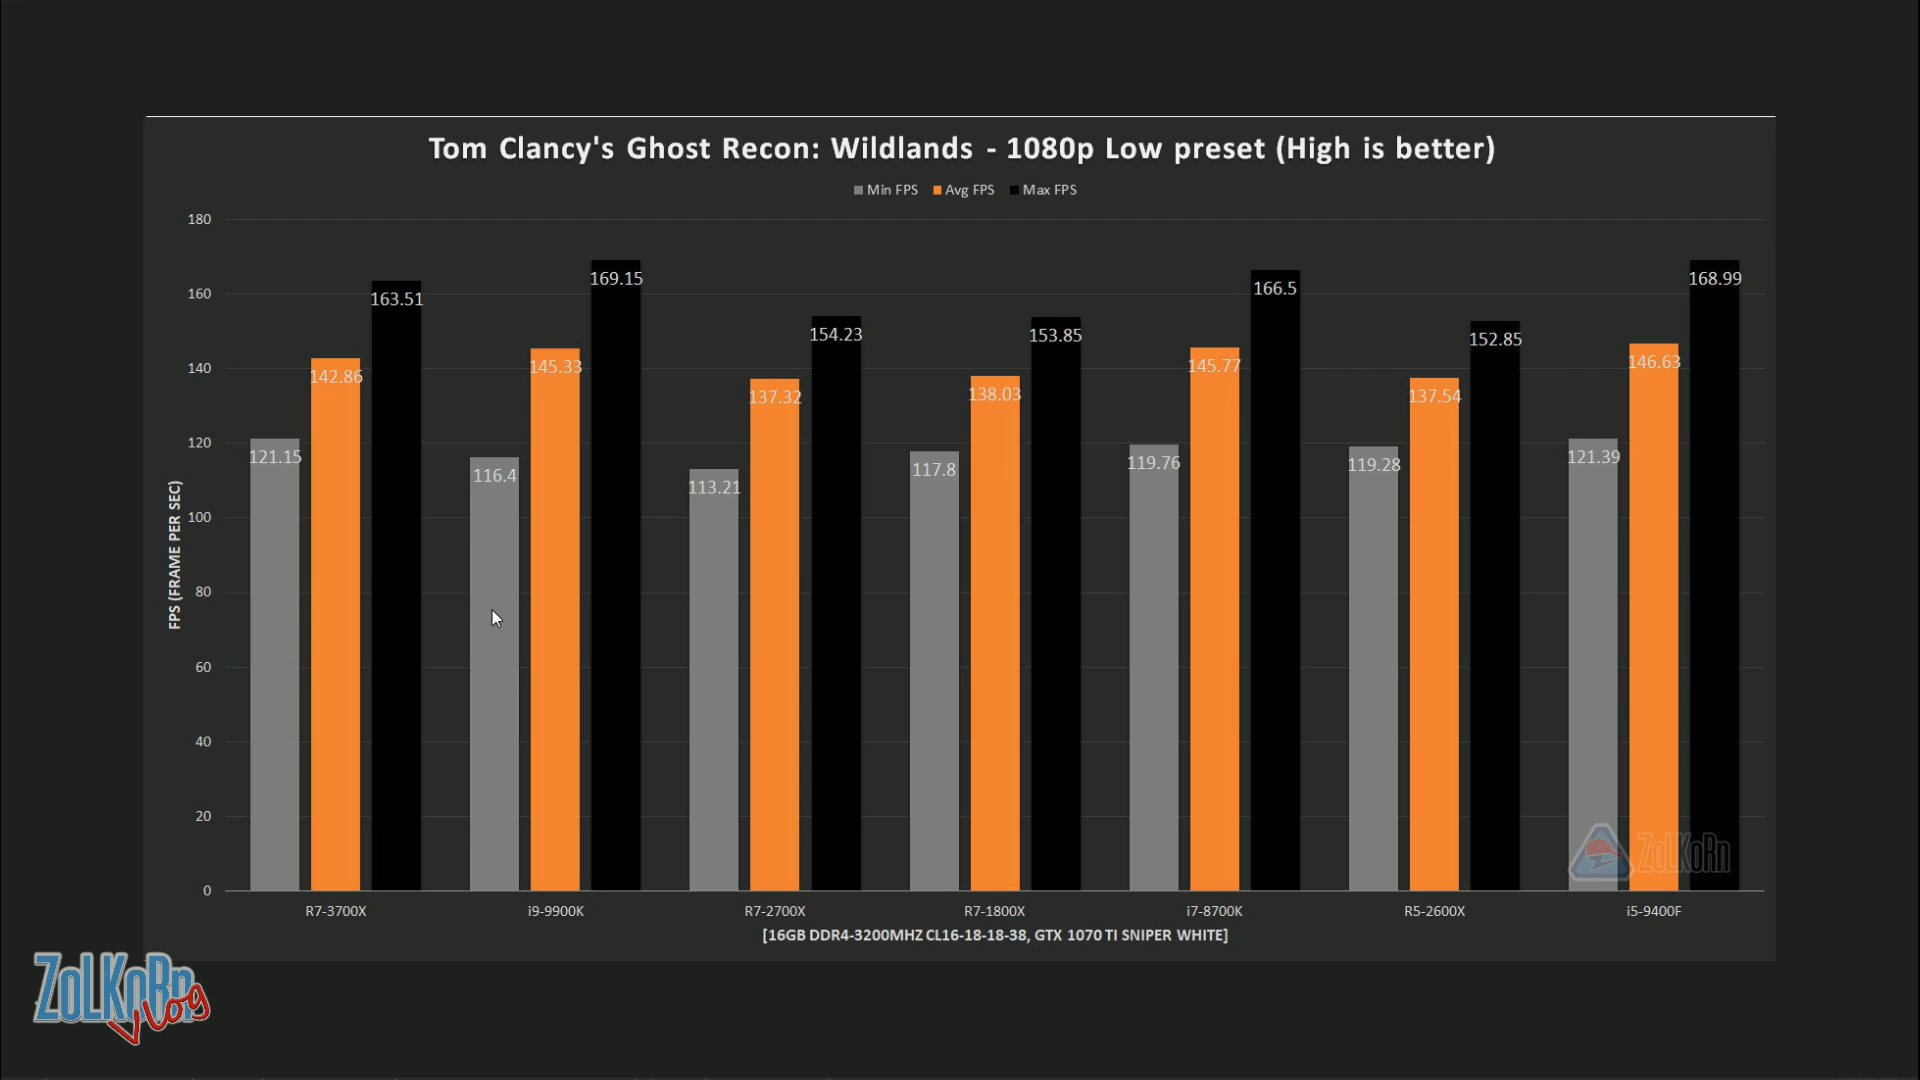 Tom Clancy's Ghost Recon: Wildlands - 1080p Low preset (High is better)
Min FPS Avg FPS Max FPS
180
160
140
120
100
80
60
40
20
0
FPS (FRAME PER SEC)
121.15 142.86 163.51
116.4 145.33 169.15
113.21 137.32 154.23
117.8 138.03 153.85
119.76 145.77 166.5
119.28 137.54 152.85
121.39 146.63 168.99
R7-3700X i9-9900K R7-2700X R7-1800X i7-8700K R5-2600X i5-9400F
[16GB DDR4-3200MHZ CL16-18-18-38, GTX 1070 TI SNIPER WHITE]
ZoLKoRn
ZoLKoRn
Vlog